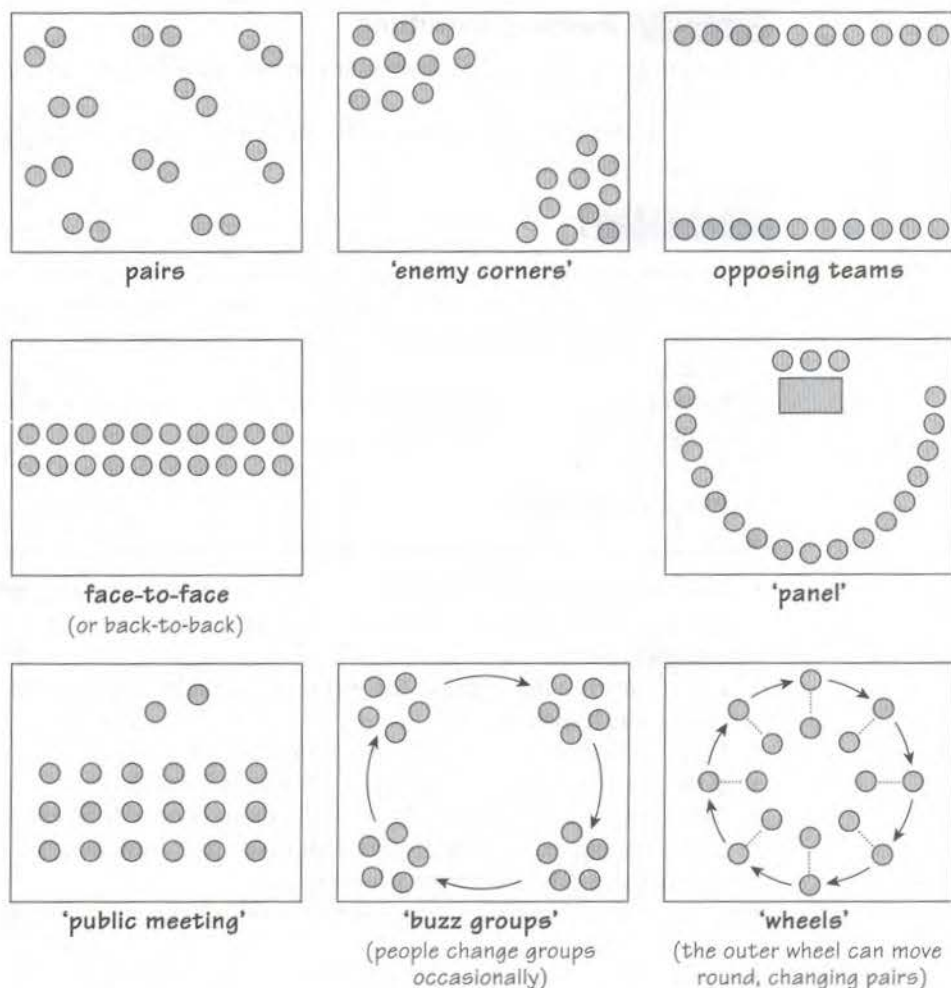 pairs
'enemy corners'
opposing teams
face-to-face
(or back-to-back)
'panel'
'public meeting'
'buzz groups'
(people change groups
occasionally)
'wheels'
(the outer wheel can move
round, changing pairs)